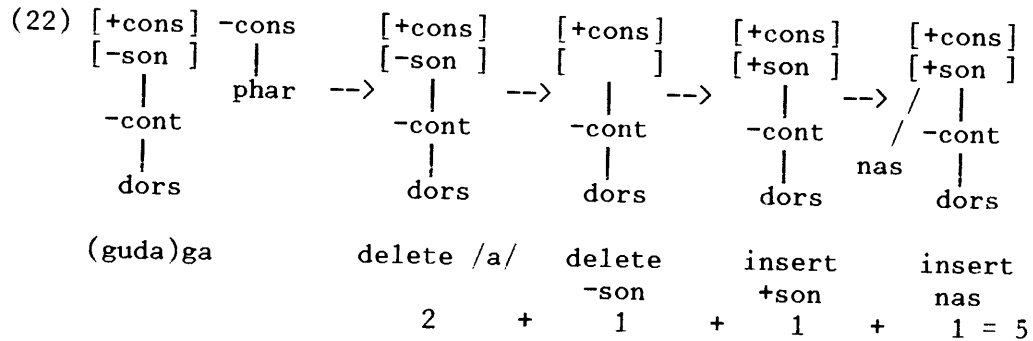 (22) [+cons] -cons [+cons] [+cons] [+cons] [+cons]
[-son ] [-son ] [ ] [+son ] [+son ]
phar --> --> --> -->
-cont -cont -cont -cont -cont
nas
dors dors dors dors dors
(guda)ga delete /a/ delete insert insert
-son +son nas
2 + 1 + 1 + 1 = 5